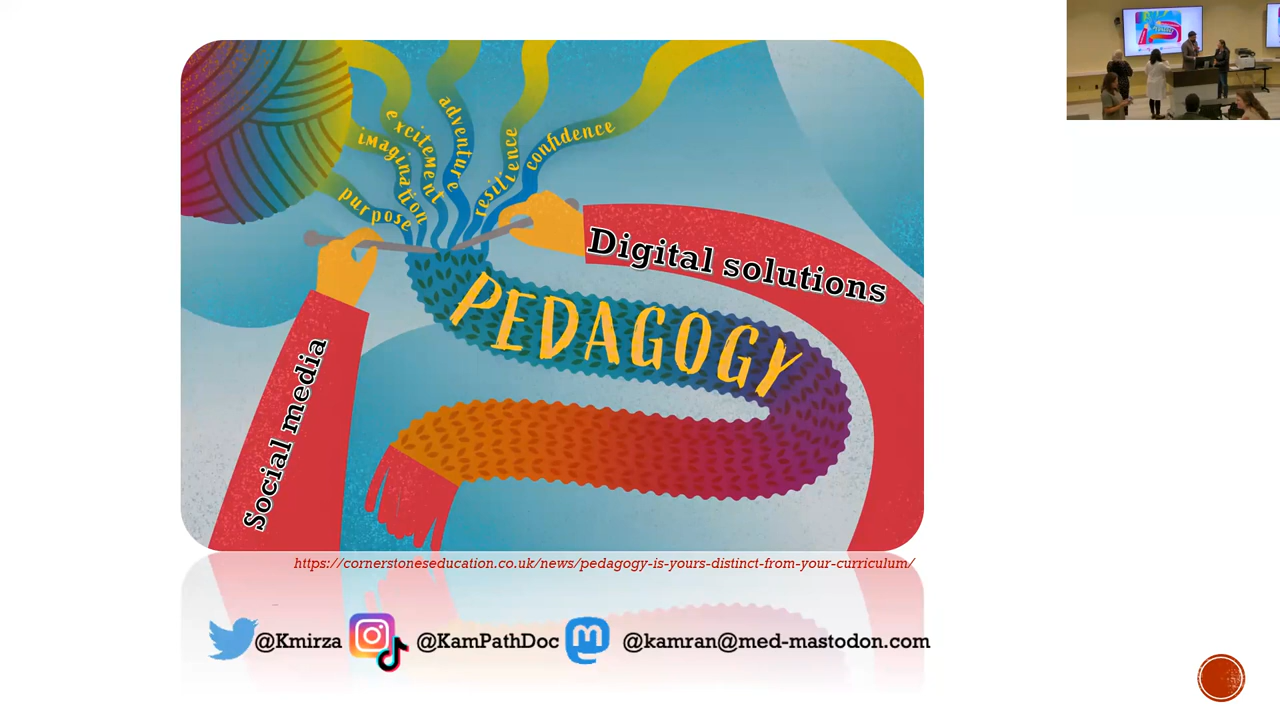 purpose
imagination
excitement
adventure
resilience
confidence
Digital solutions
PEDAGOGY
Social media
https://cornerstoneseducation.co.uk/news/pedagogy-is-yours-distinct-from-your-curriculum/
@Kmirza @KamPathDoc @kamran@med-mastodon.com